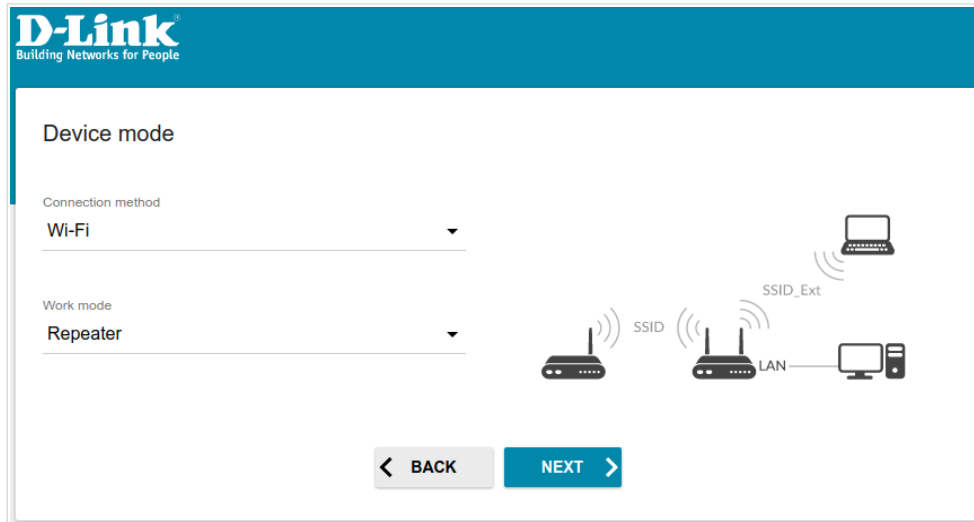 D-Link
Building Networks for People
Device mode
Connection method
Wi-Fi
Work mode
Repeater
SSID
SSID_Ext
LAN
BACK
NEXT